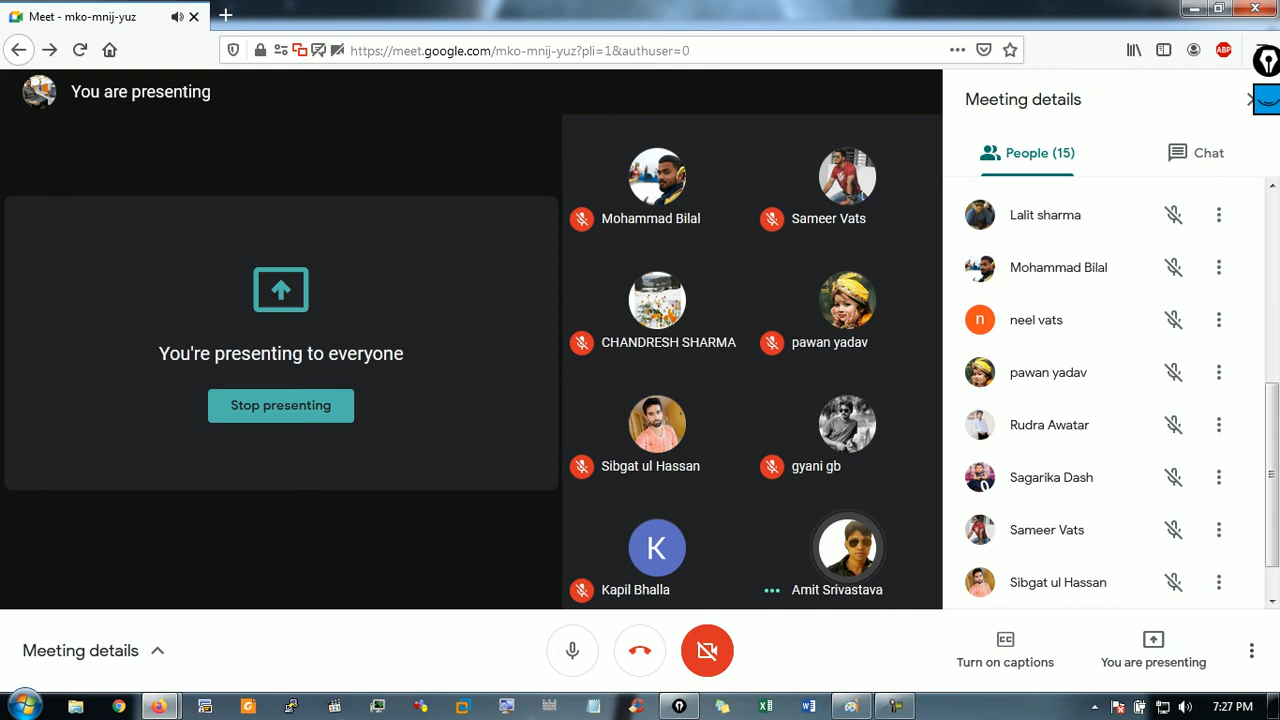 Meet - mko-mnij-yuz
https://meet.google.com/mko-mnij-yuz?pli=1&authuser=0
ABP
You are presenting
You're presenting to everyone
Stop presenting
Mohammad Bilal
Sameer Vats
CHANDRESH SHARMA
pawan yadav
Sibgat ul Hassan
gyani gb
K
Kapil Bhalla
Amit Srivastava
Meeting details
People (15)
Chat
Lalit sharma
Mohammad Bilal
n
neel vats
pawan yadav
Rudra Awatar
Sagarika Dash
Sameer Vats
Sibgat ul Hassan
Meeting details
CC
Turn on captions
You are presenting
7:27 PM